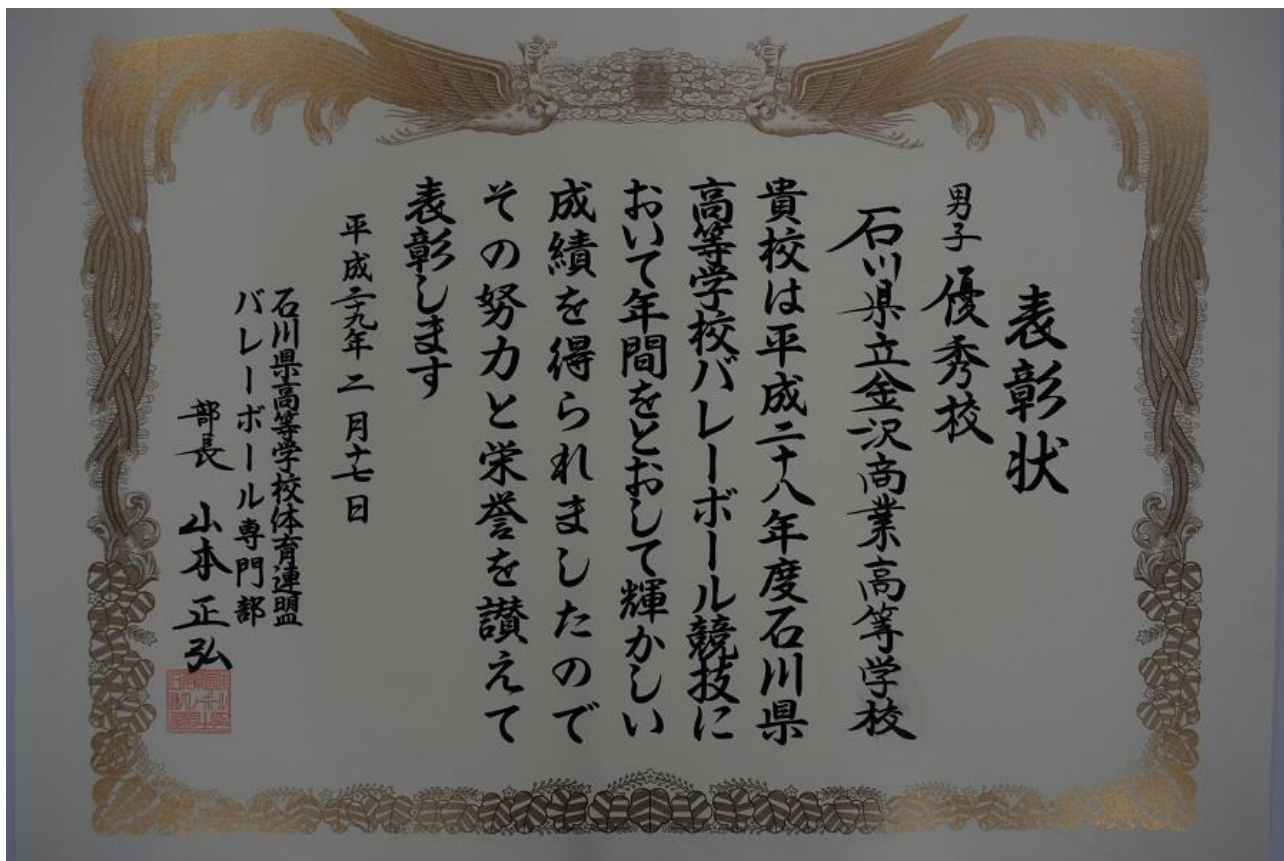 表彰状
男子 優秀校
石川県立金沢商業高等学校
貴校は平成二十八年度石川県
高等学校バレーボール競技に
おいて年間をとおして輝かしい
成績を得られましたので
その努力と栄誉を讃えて
表彰します
平成二十九年 二月十七日
石川県高等学校体育連盟
バレーボール専門部
部長 山本正弘